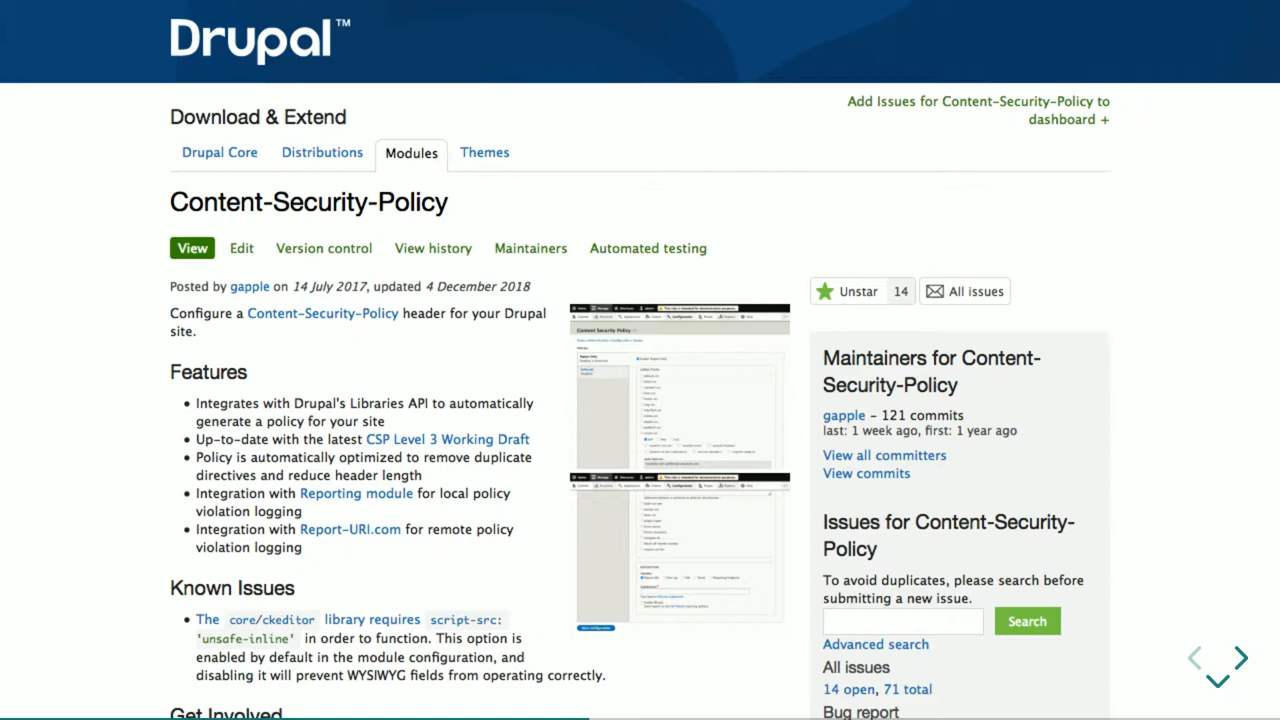 Drupal™
Add Issues for Content-Security-Policy to
dashboard +
Download & Extend
Drupal Core
Distributions
Modules
Themes
Content-Security-Policy
View
Edit
Version control
View history
Maintainers
Automated testing
Posted by gapple on 14 July 2017, updated 4 December 2018
Configure a Content-Security-Policy header for your Drupal
site.
Features
• Integrates with Drupal's Libraries API to automatically
generate a policy for your site
• Up-to-date with the latest CSP Level 3 Working Draft
• Policy is automatically optimized to remove duplicate
directives and reduce header length
• Integration with Reporting module for local policy
violation logging
• Integration with Report-URI.com for remote policy
violation logging
Known Issues
• The core/ckeditor library requires script-src:
'unsafe-inline' in order to function. This option is
enabled by default in the module configuration, and
disabling it will prevent WYSIWYG fields from operating correctly.
Get Involved
Content Security Policy
Unstar 14
All issues
Maintainers for Content-
Security-Policy
gapple – 121 commits
last: 1 week ago, first: 1 year ago
View all committers
View commits
Issues for Content-Security-
Policy
To avoid duplicates, please search before
submitting a new issue.
Search
Advanced search
All issues
14 open, 71 total
Bug report